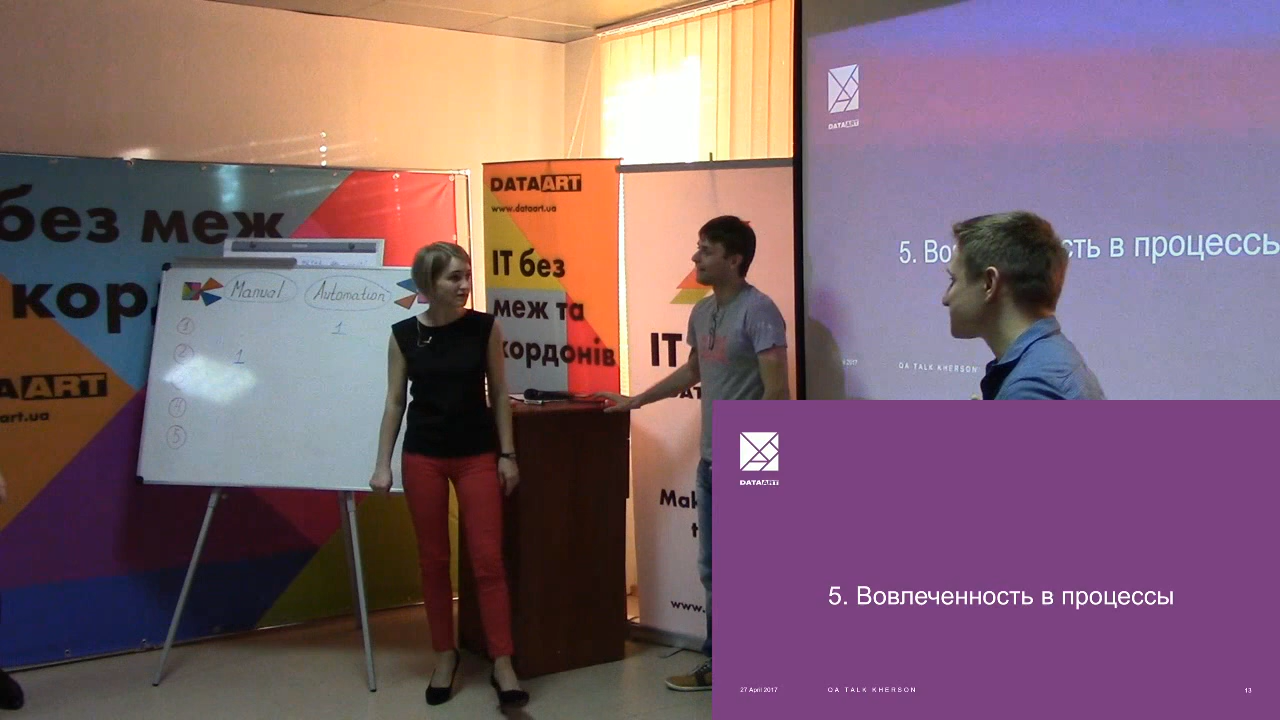 без меж
кор
DATAART
art.ua
Manual
Automation
1
1
2
1
4
5
DATAART
www.dataart.ua
IT без
меж та
кордонів
IT
DAT
Mak
t
www.
DATAART
5. Во
сть в процессы
2017
QA TALK KHERSON
DATAART
5. Вовлеченность в процессы
27 April 2017
QA TALK KHERSON
13